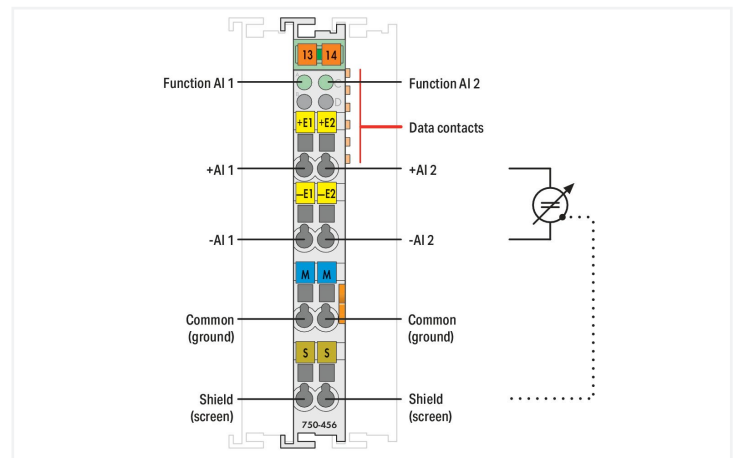 13 14
Function AI 1
C
Function AI 2
D
+E1 +E2
Data contacts
+AI 1
+AI 2
–E1 –E2
-AI 1
- AI 2
M M
Common
(ground)
Common
(ground)
S S
Shield
(screen)
Shield
(screen)
750-456